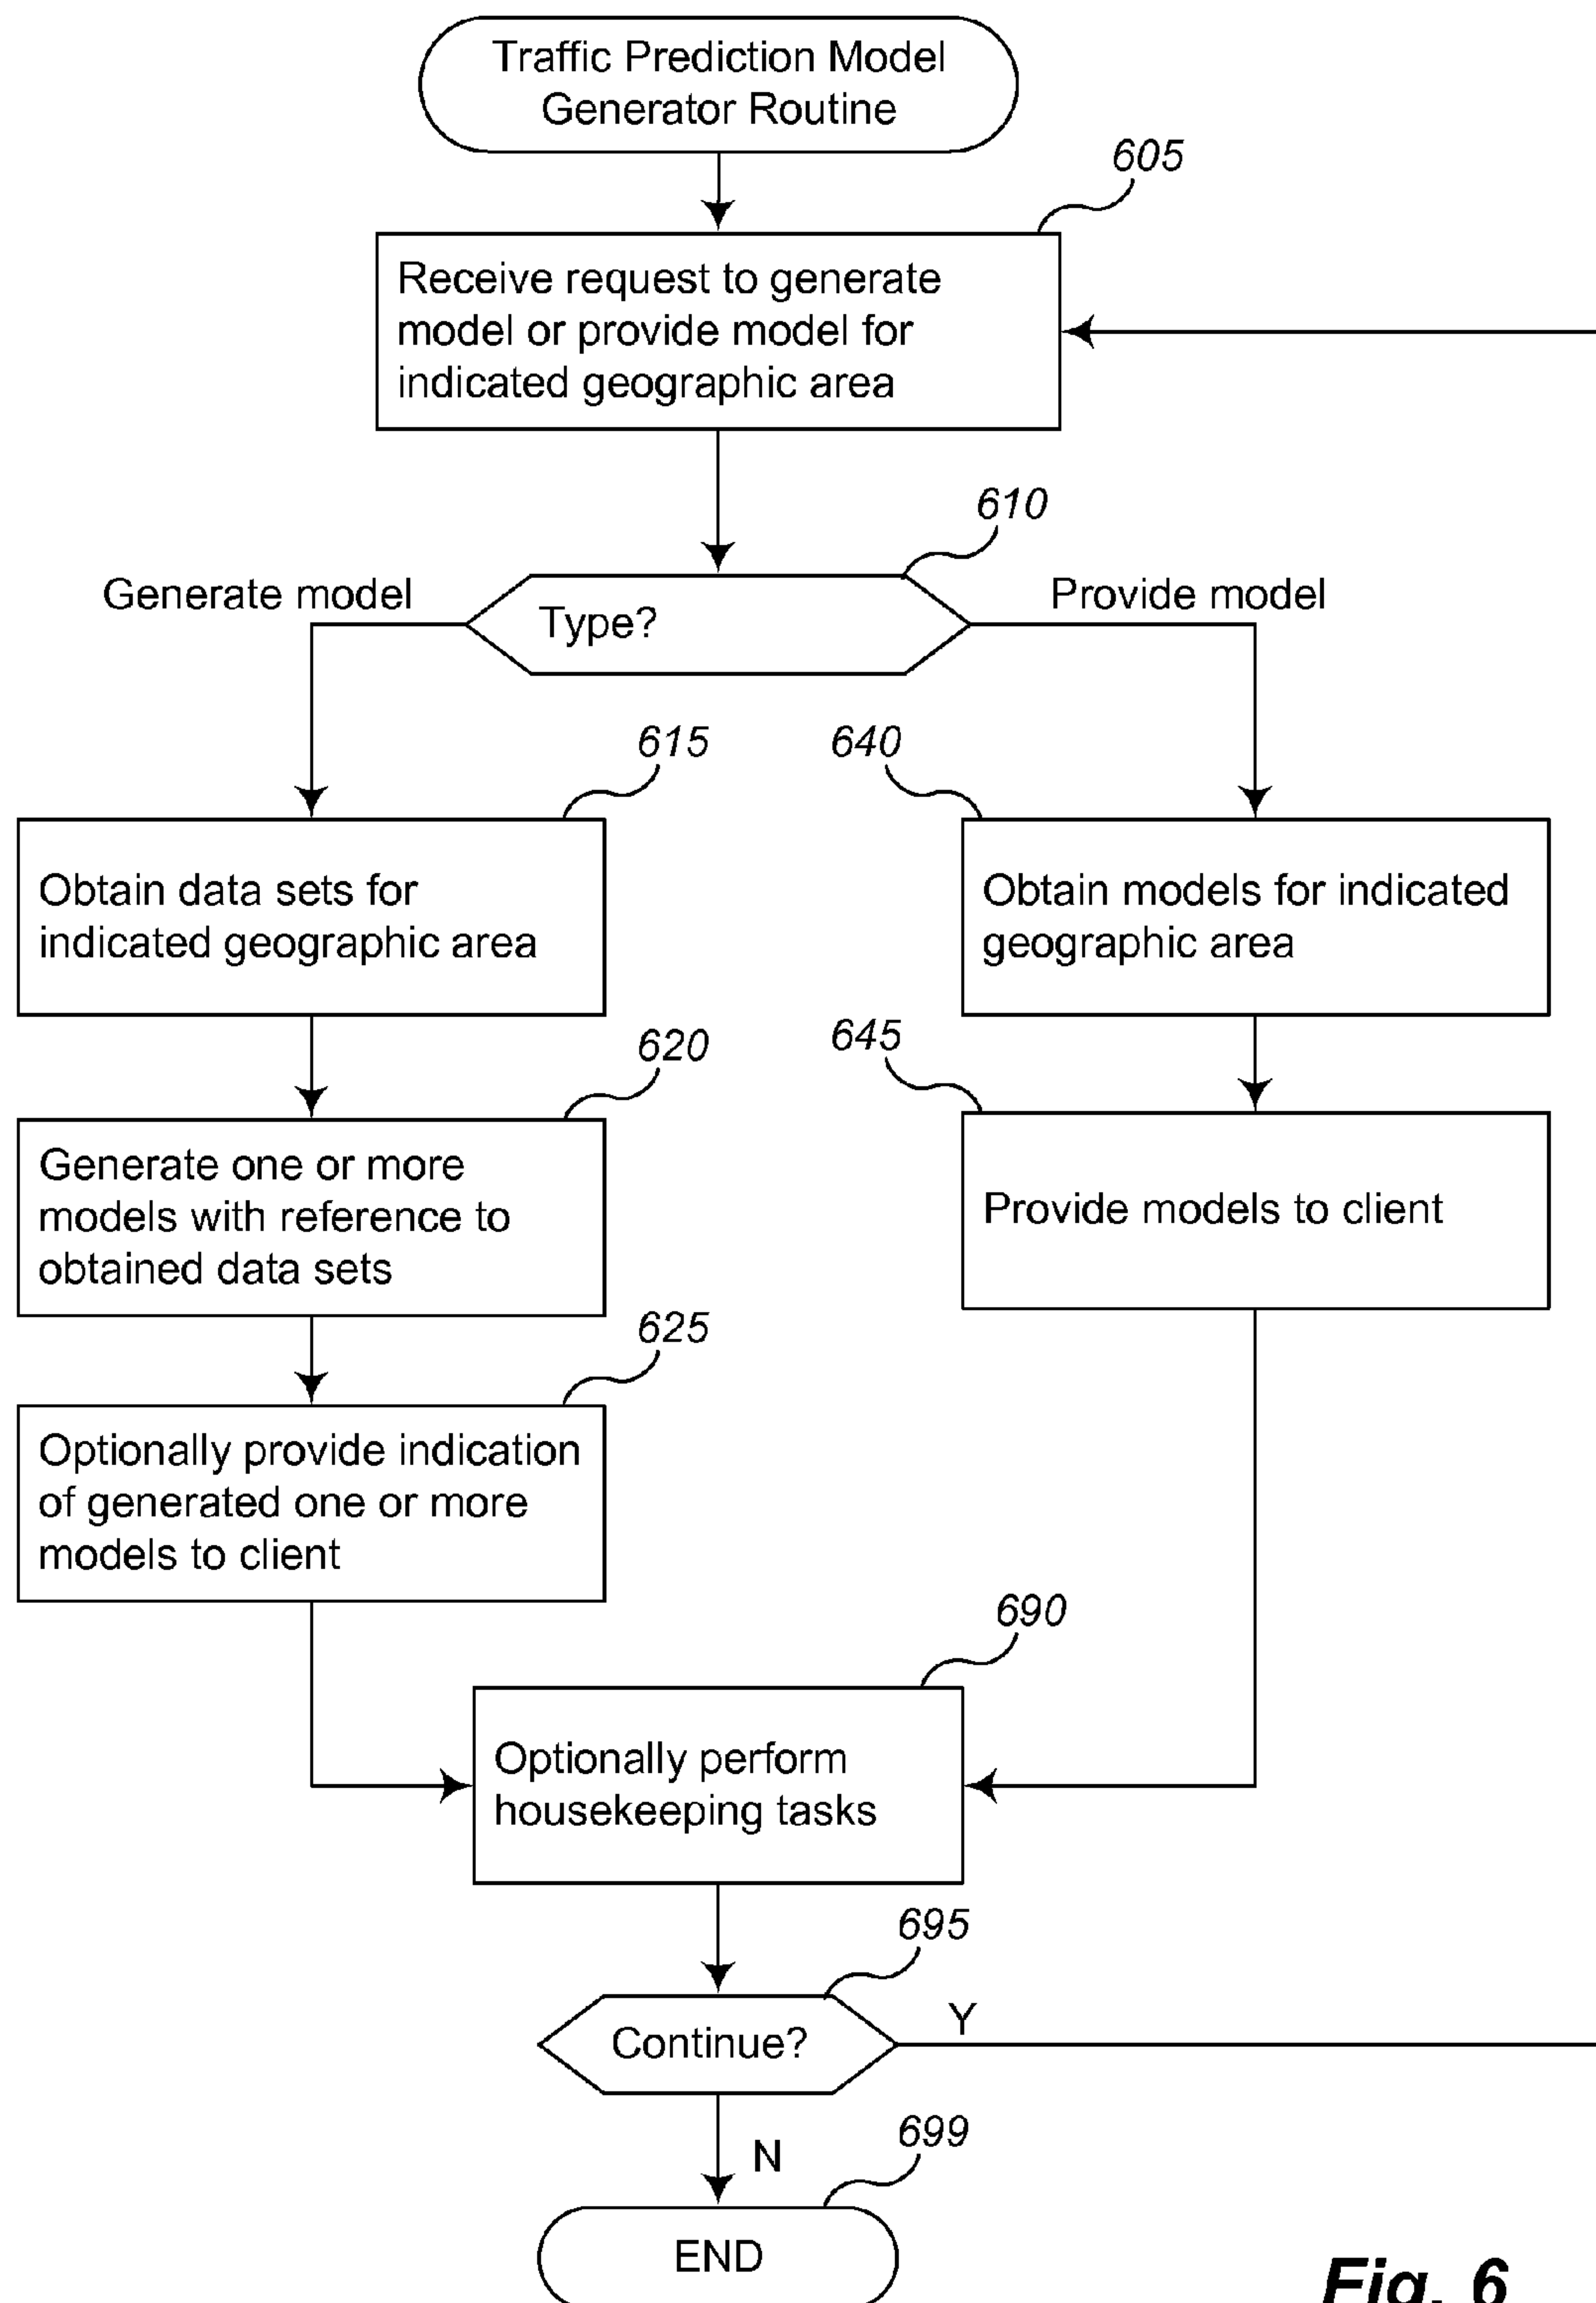 Traffic Prediction Model
Generator Routine
605
Receive request to generate
model or provide model for
indicated geographic area
610
Generate model
Type?
Provide model
615
640
Obtain data sets for
indicated geographic area
Obtain models for indicated
geographic area
620
645
Generate one or more
models with reference to
obtained data sets
Provide models to client
625
Optionally provide indication
of generated one or more
models to client
690
Optionally perform
housekeeping tasks
695
Continue?
Y
N
699
END
Fig. 6